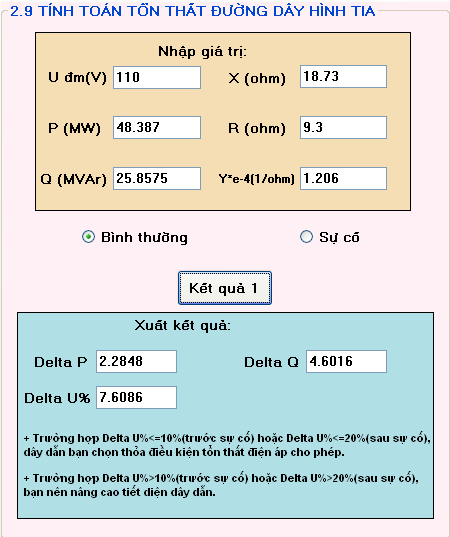 2.9 TÍNH TOÁN TỔN THẤT ĐƯỜNG DÂY HÌNH TIA
Nhập giá trị:
U đm(V) 110 X (ohm) 18.73
P (MW) 48.387 R (ohm) 9.3
Q (MVAr) 25.8575 Y*e-4(1/ohm) 1.206
Bình thường Sự cố
Kết quả 1
Xuất kết quả:
Delta P 2.2848 Delta Q 4.6016
Delta U% 7.6086
+ Trường hợp Delta U%<=10%(trước sự cố) hoặc Delta U%<=20%(sau sự cố),
dây dẫn bạn chọn thỏa điều kiện tổn thất điện áp cho phép.
+ Trường hợp Delta U%>10%(trước sự cố) hoặc Delta U%>20%(sau sự cố),
bạn nên nâng cao tiết diện dây dẫn.